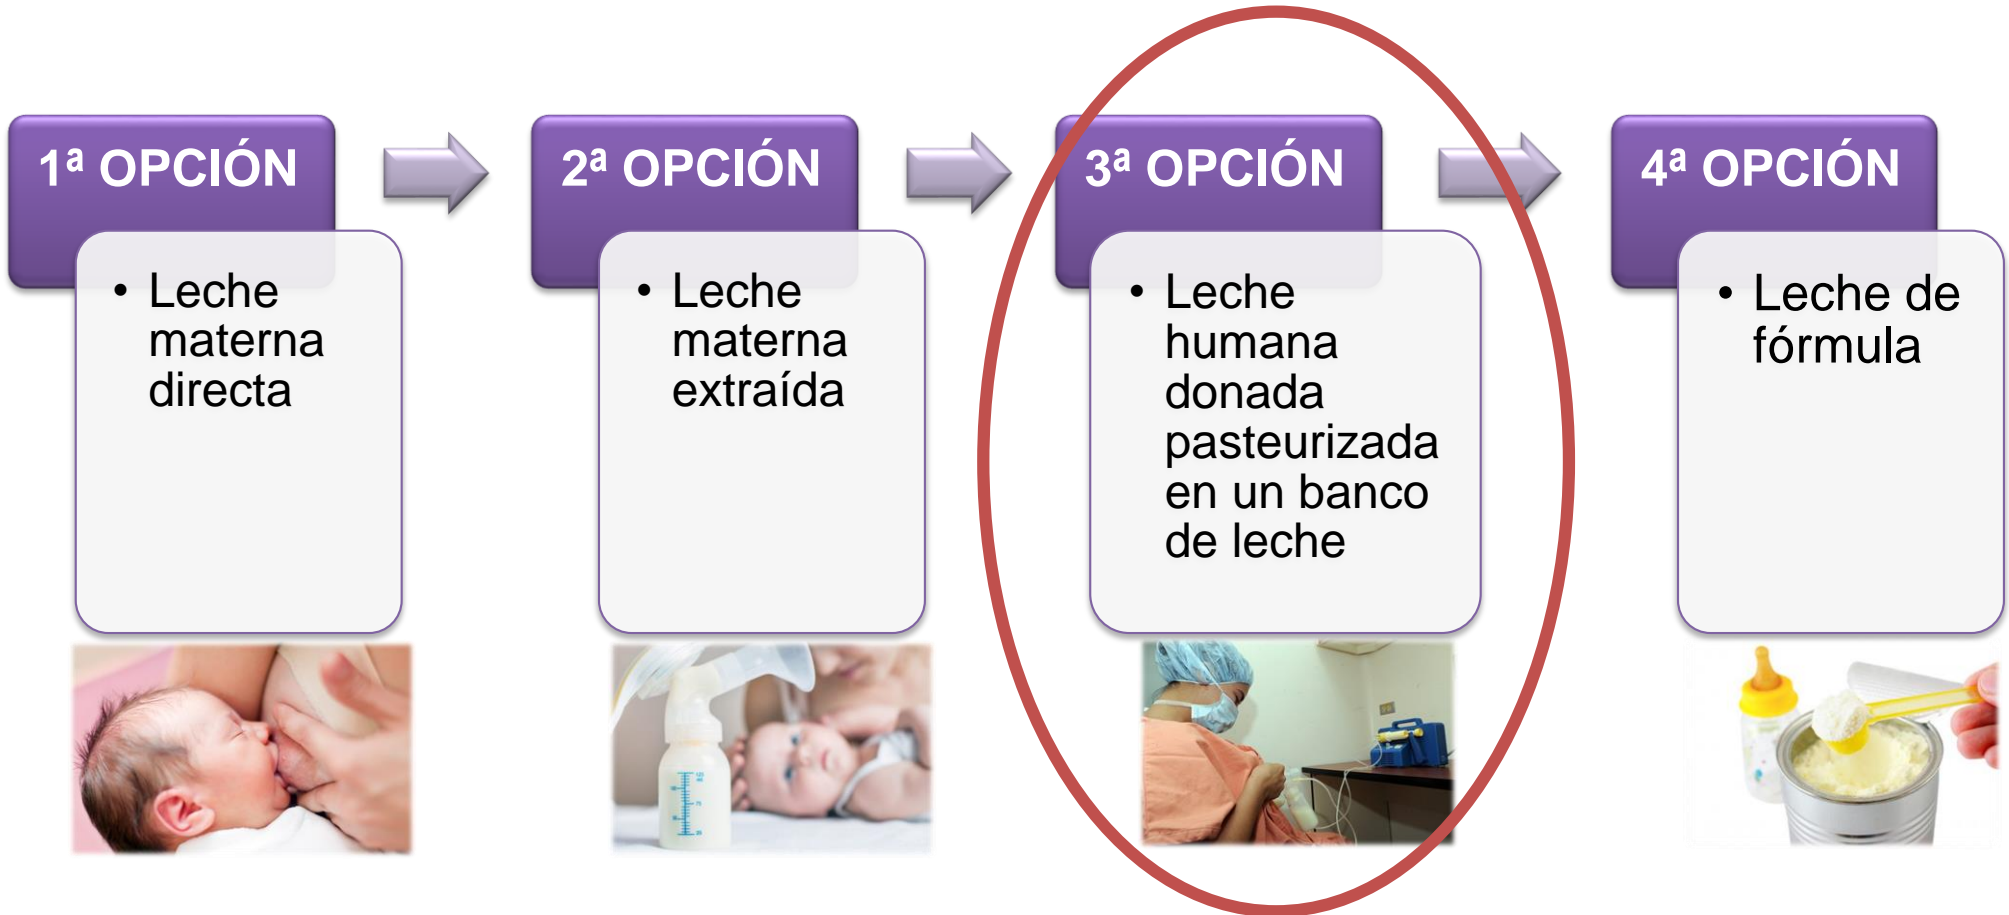 1ª OPCIÓN
• Leche
materna
directa
2ª OPCIÓN
• Leche
materna
extraída
3ª OPCIÓN
• Leche
humana
donada
pasteurizada
en un banco
de leche
4ª OPCIÓN
• Leche de
fórmula